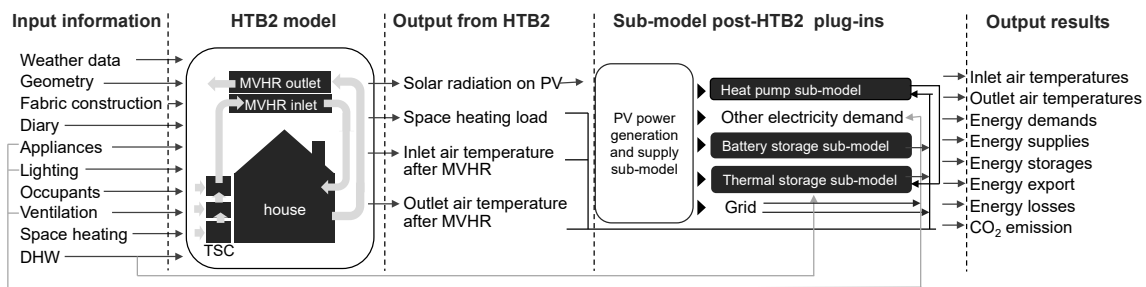 Input information
HTB2 model
Output from HTB2
Sub-model post-HTB2 plug-ins
Output results
Weather data
Geometry
Fabric construction
Diary
Appliances
Lighting
Occupants
Ventilation
Space heating
DHW
MVHR outlet
MVHR inlet
house
TSC
Solar radiation on PV
Space heating load
Inlet air temperature
after MVHR
Outlet air temperature
after MVHR
PV power
generation
and supply
sub-model
Heat pump sub-model
Other electricity demand
Battery storage sub-model
Thermal storage sub-model
Grid
Inlet air temperatures
Outlet air temperatures
Energy demands
Energy supplies
Energy storages
Energy export
Energy losses
CO₂ emission